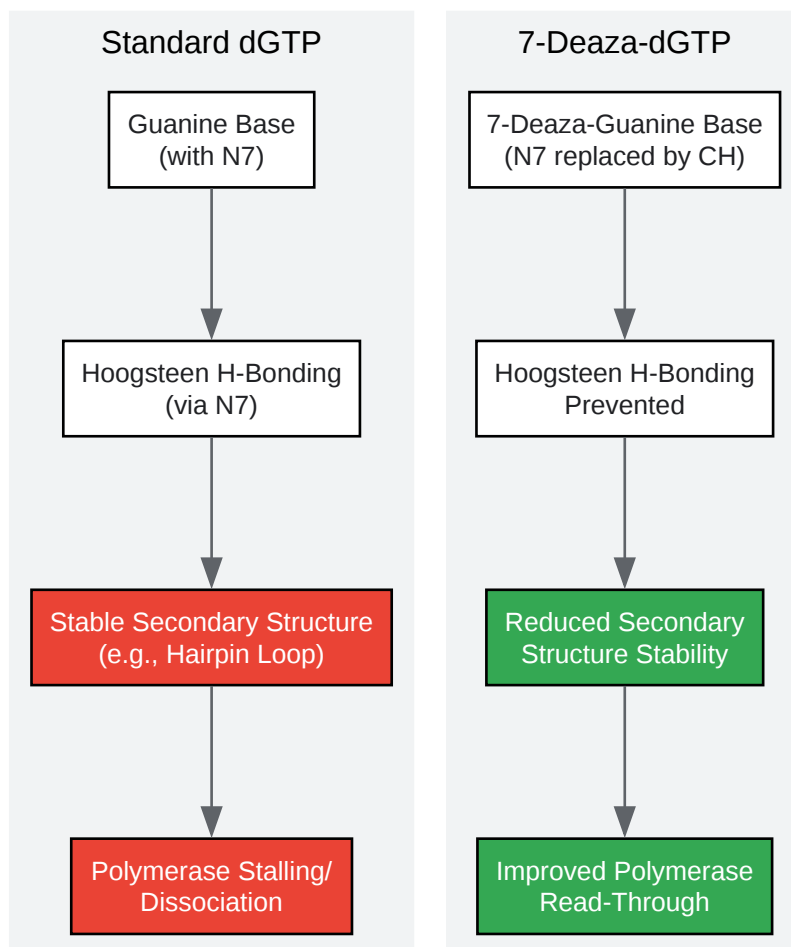 Standard dGTP
Guanine Base
(with N7)
Hoogsteen H-Bonding
(via N7)
Stable Secondary Structure
(e.g., Hairpin Loop)
Polymerase Stalling/
Dissociation
7-Deaza-dGTP
7-Deaza-Guanine Base
(N7 replaced by CH)
Hoogsteen H-Bonding
Prevented
Reduced Secondary
Structure Stability
Improved Polymerase
Read-Through